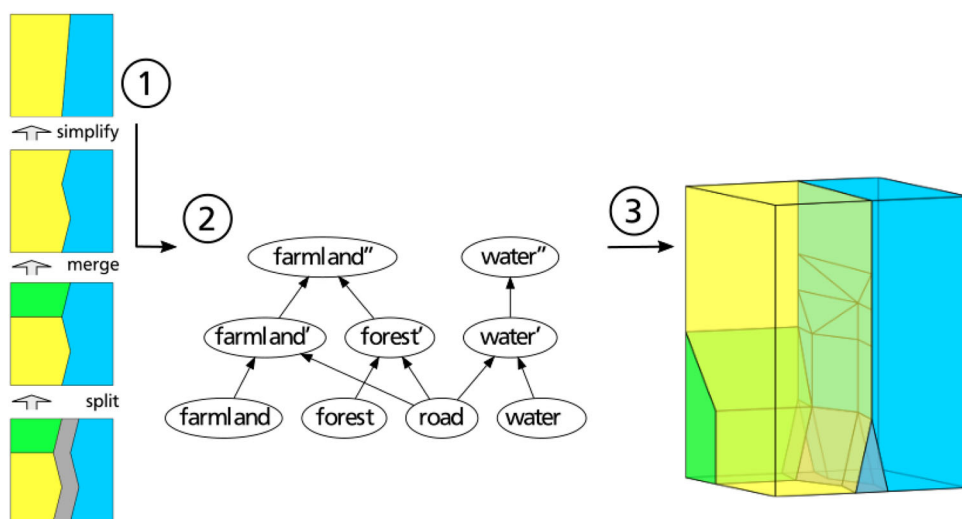 1
simplify
2
3
farmland″ water″
merge
farmland′ forest′ water′
split
farmland forest road water